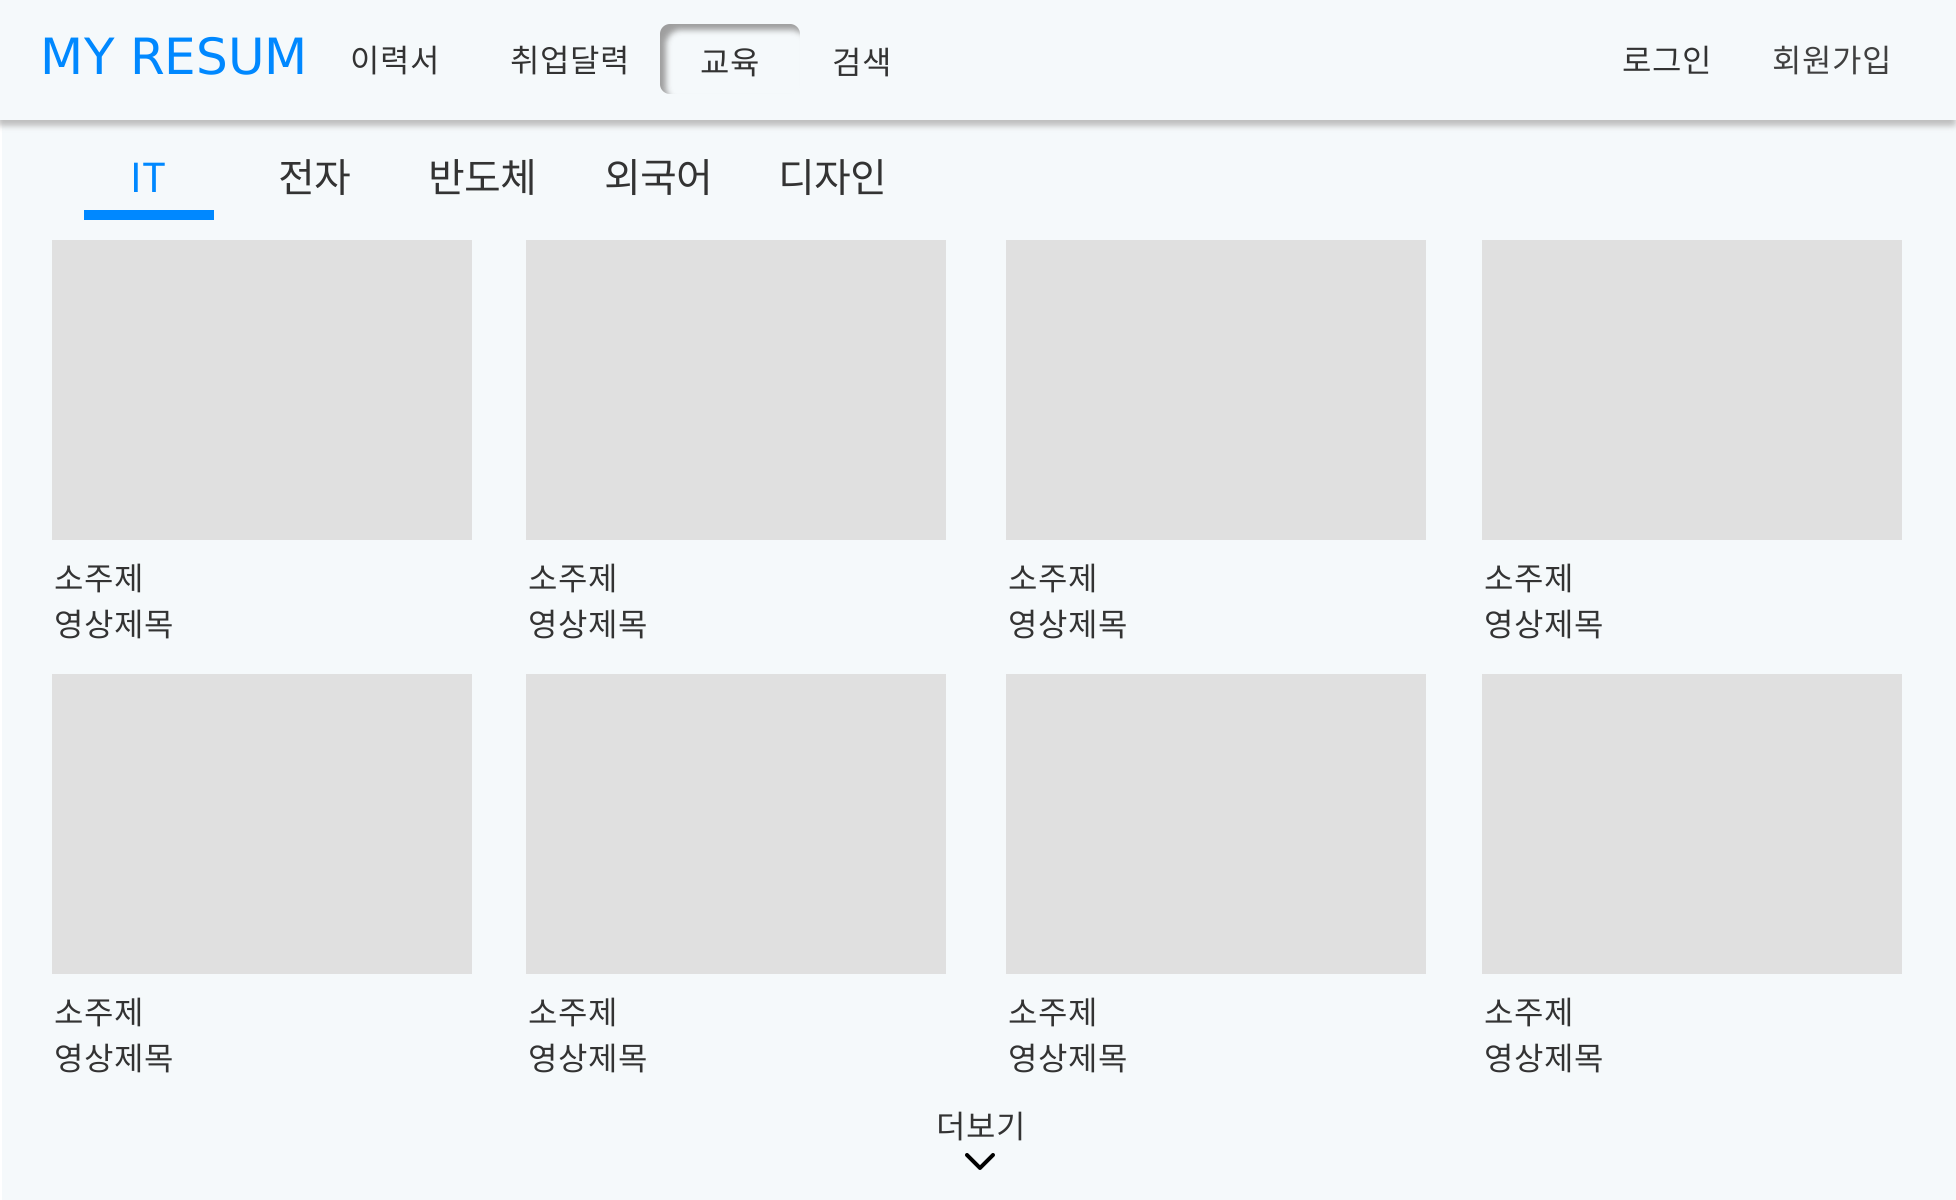 MY RESUM 이력서 취업달력 교육 검색 로그인 회원가입
IT 전자 반도체 외국어 디자인
소주제 소주제 소주제 소주제
영상제목 영상제목 영상제목 영상제목
소주제 소주제 소주제 소주제
영상제목 영상제목 영상제목 영상제목
더보기